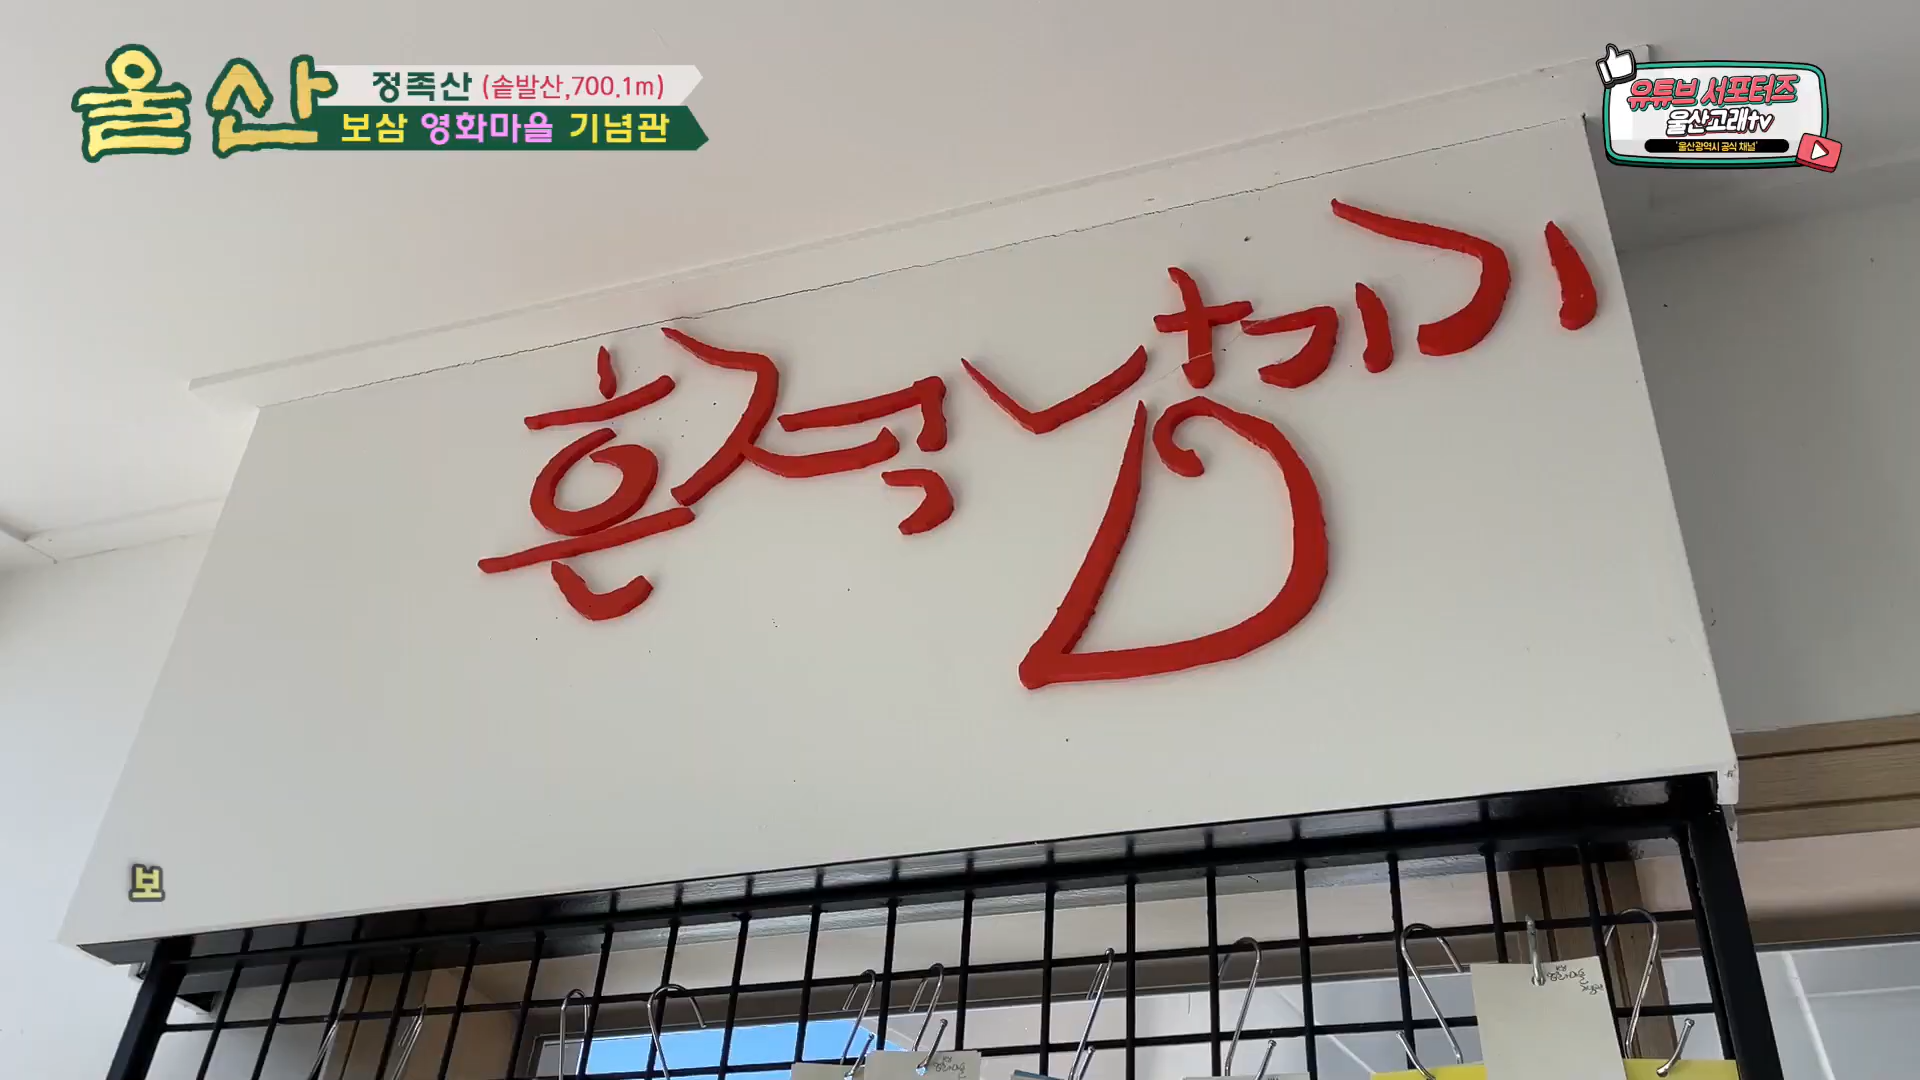 울산
정족산 (솥발산,700.1m)
보삼 영화마을 기념관
유튜브 서포터즈
울산고래tv
'울산광역시 공식 채널'
흔적 남기기
보